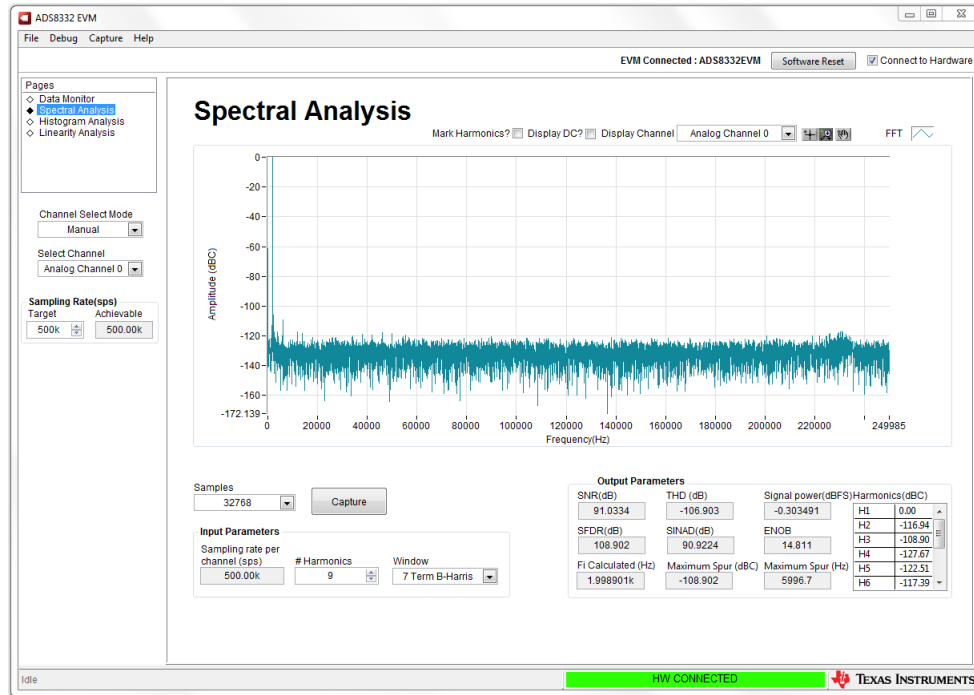 ADS8332 EVM
File Debug Capture Help
EVM Connected : ADS8332EVM Software Reset Connect to Hardware
Pages
Data Monitor
Spectral Analysis
Histogram Analysis
Linearity Analysis
Channel Select Mode
Manual
Select Channel
Analog Channel 0
Sampling Rate(sps)
Target Achievable
500k 500.00k
Spectral Analysis
Mark Harmonics? Display DC? Display Channel Analog Channel 0 FFT
0
-20
-40
-60
-80
-100
-120
-140
-160
-172.139
Amplitude (dBC)
0 20000 40000 60000 80000 100000 120000 140000 160000 180000 200000 220000 249985
Frequency(Hz)
Samples
32768 Capture
Input Parameters
Sampling rate per
channel (sps) # Harmonics Window
500.00k 9 7 Term B-Harris
Output Parameters
SNR(dB) THD (dB) Signal power(dBFS) Harmonics(dBC)
91.0334 -106.903 -0.303491
SFDR(dB) SINAD(dB) ENOB
108.902 90.9224 14.811
Fi Calculated (Hz) Maximum Spur (dBC) Maximum Spur (Hz)
1.998901k -108.902 5996.7
H1 0.00
H2 -116.94
H3 -108.90
H4 -127.67
H5 -122.51
H6 -117.39
Idle HW CONNECTED TEXAS INSTRUMENTS